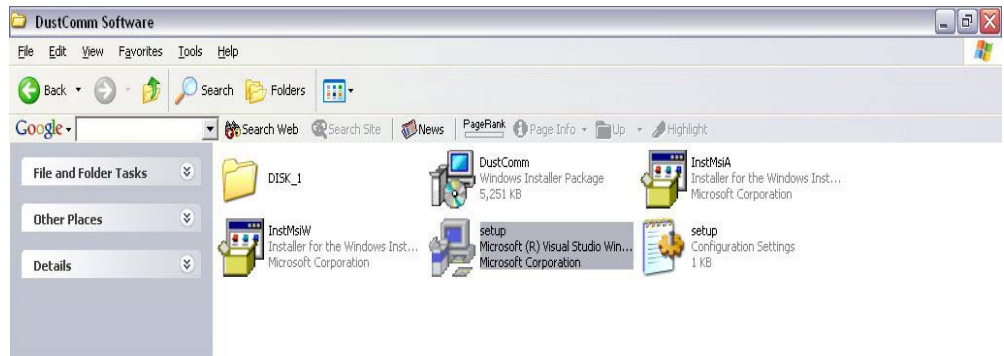 DustComm Software
File Edit View Favorites Tools Help
Back Search Folders
Google Search Web Search Site News PageRank Page Info Up Highlight
File and Folder Tasks
Other Places
Details
DISK_1
DustComm
Windows Installer Package
5,251 KB
InstMsiA
Installer for the Windows Inst...
Microsoft Corporation
InstMsiW
Installer for the Windows Inst...
Microsoft Corporation
setup
Microsoft (R) Visual Studio Win...
Microsoft Corporation
setup
Configuration Settings
1 KB